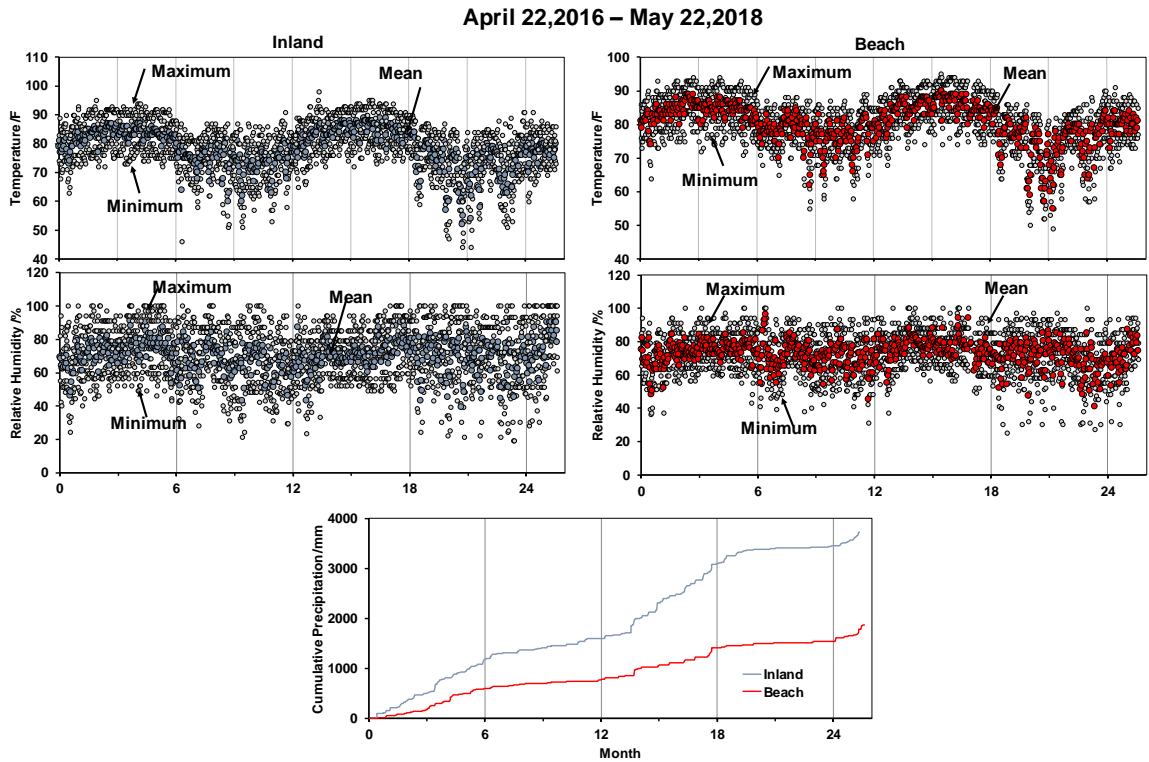 April 22,2016 – May 22,2018
Inland
Beach
110
100
90
80
70
60
50
40
Temperature /F
Maximum
Mean
Minimum
100
90
80
70
60
50
40
Temperature /F
Maximum
Mean
Minimum
120
100
80
60
40
20
0
Relative Humidity /%
Maximum
Mean
Minimum
0
6
12
18
24
120
100
80
60
40
20
0
Relative Humidity /%
Maximum
Mean
Minimum
0
6
12
18
24
4000
3000
2000
1000
0
Cumulative Precipitation/mm
Inland
Beach
0
6
12
18
24
Month